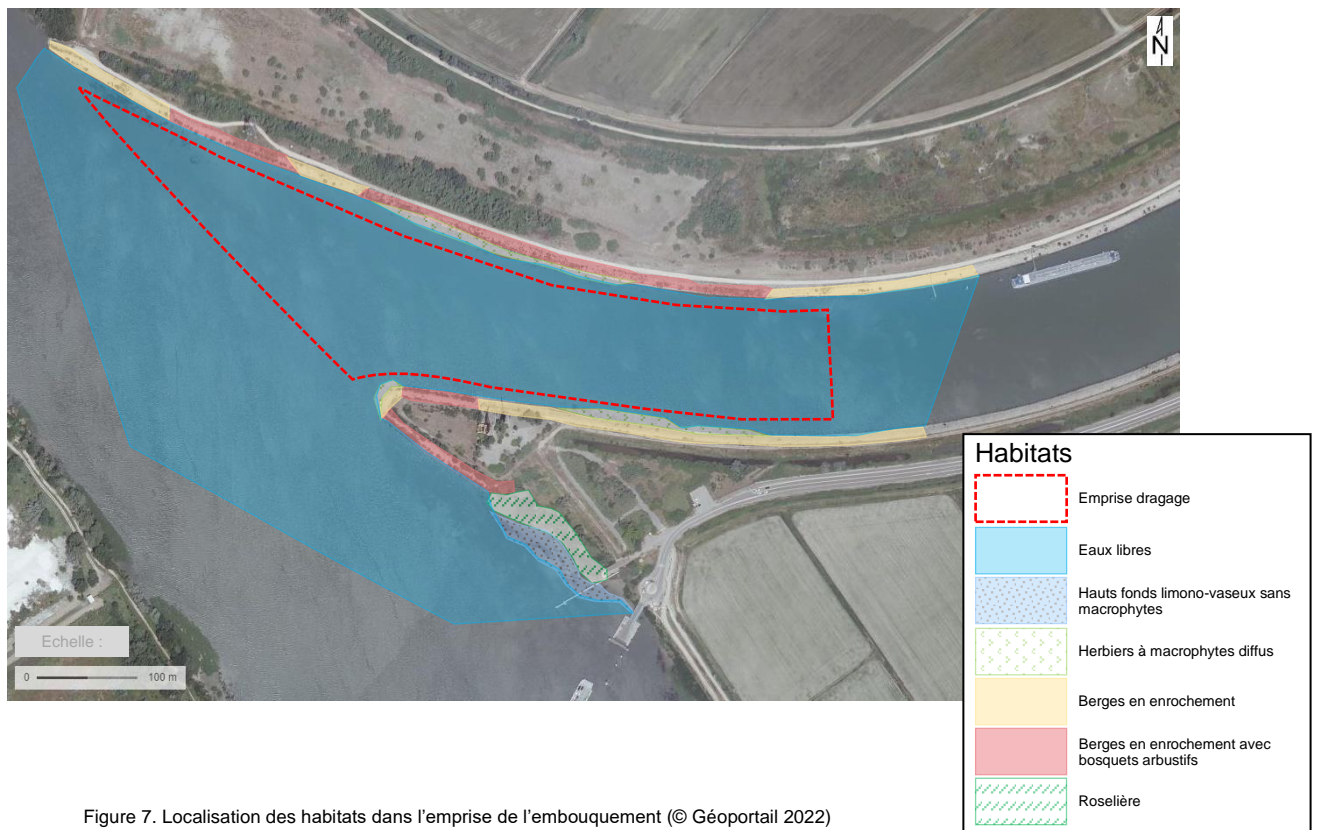 N
Echelle :
0 100 m
Habitats
Emprise dragage
Eaux libres
Hauts fonds limono-vaseux sans
macrophytes
Herbiers à macrophytes diffus
Berges en enrochement
Berges en enrochement avec
bosquets arbustifs
Roselière
Figure 7. Localisation des habitats dans l'emprise de l'embouquement (© Géoportail 2022)